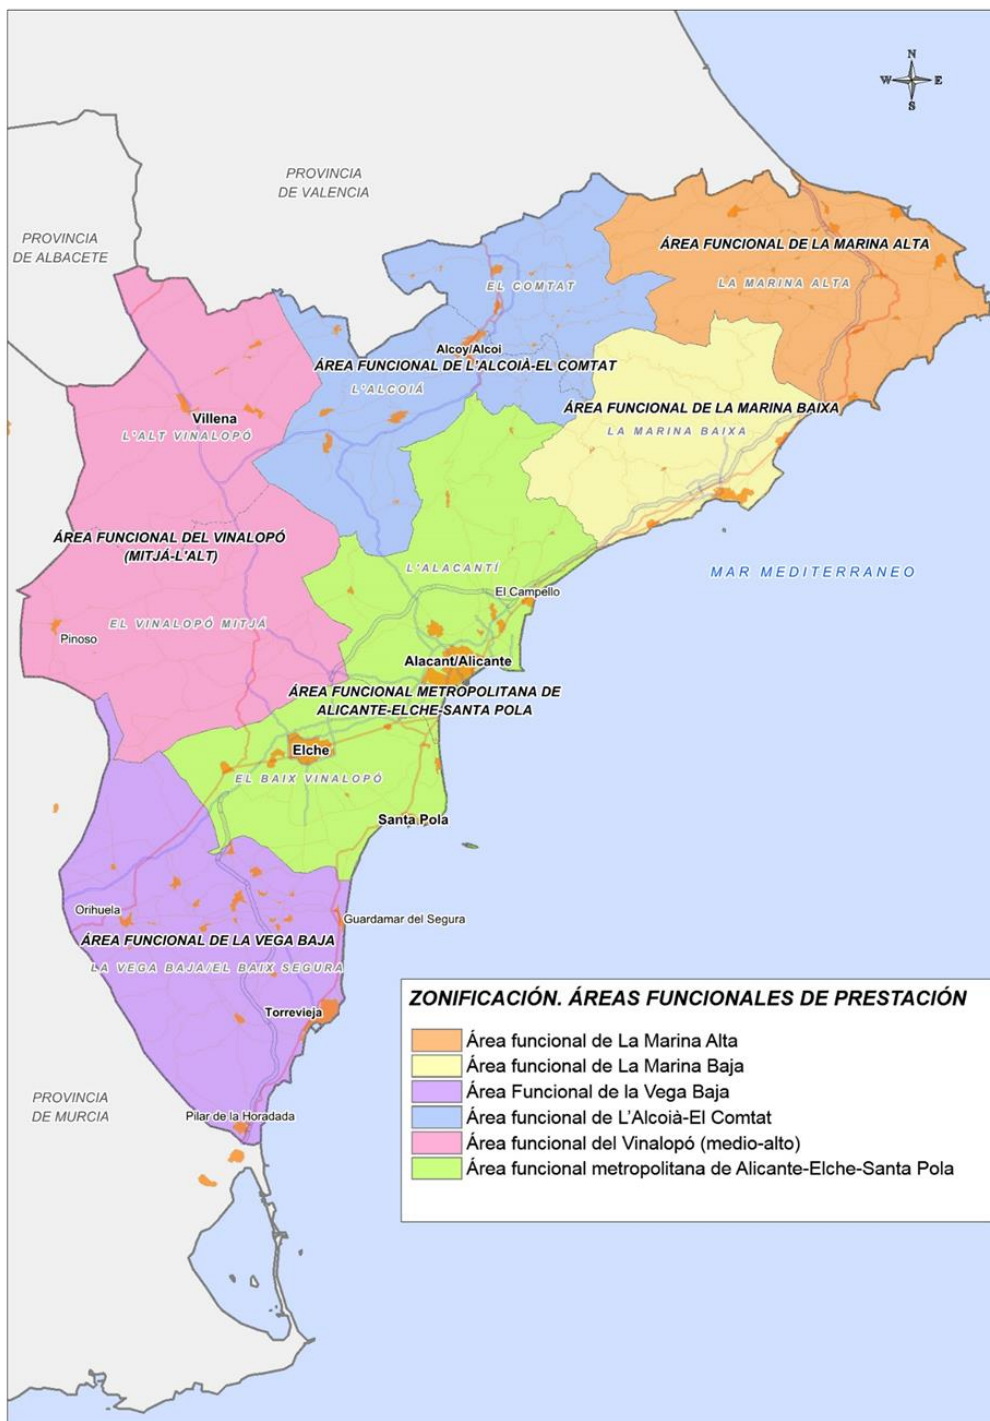 N
W E
S
PROVINCIA
DE VALENCIA
PROVINCIA
DE ALBACETE
ÁREA FUNCIONAL DE LA MARINA ALTA
LA MARINA ALTA
EL COMTAT
Alcoy/Alcoi
ÁREA FUNCIONAL DE L'ALCOIÀ-EL COMTAT
L'ALCOIÁ
ÁREA FUNCIONAL DE LA MARINA BAIXA
LA MARINA BAIXA
Villena
L'ALT VINALOPÓ
ÁREA FUNCIONAL DEL VINALOPÓ
(MITJÁ-L'ALT)
L'ALACANTÍ
MAR MEDITERRANEO
El Campello
EL VINALOPÓ MITJÁ
Pinoso
Alacant/Alicante
ÁREA FUNCIONAL METROPOLITANA DE
ALICANTE-ELCHE-SANTA POLA
Elche
EL BAIX VINALOPÓ
Santa Pola
Orihuela
Guardamar del Segura
ÁREA FUNCIONAL DE LA VEGA BAJA
LA VEGA BAJA/EL BAIX SEGURA
Torrevieja
PROVINCIA
DE MURCIA
Pilar de la Horadada
ZONIFICACIÓN. ÁREAS FUNCIONALES DE PRESTACIÓN
Área funcional de La Marina Alta
Área funcional de La Marina Baja
Área Funcional de la Vega Baja
Área funcional de L'Alcoià-El Comtat
Área funcional del Vinalopó (medio-alto)
Área funcional metropolitana de Alicante-Elche-Santa Pola